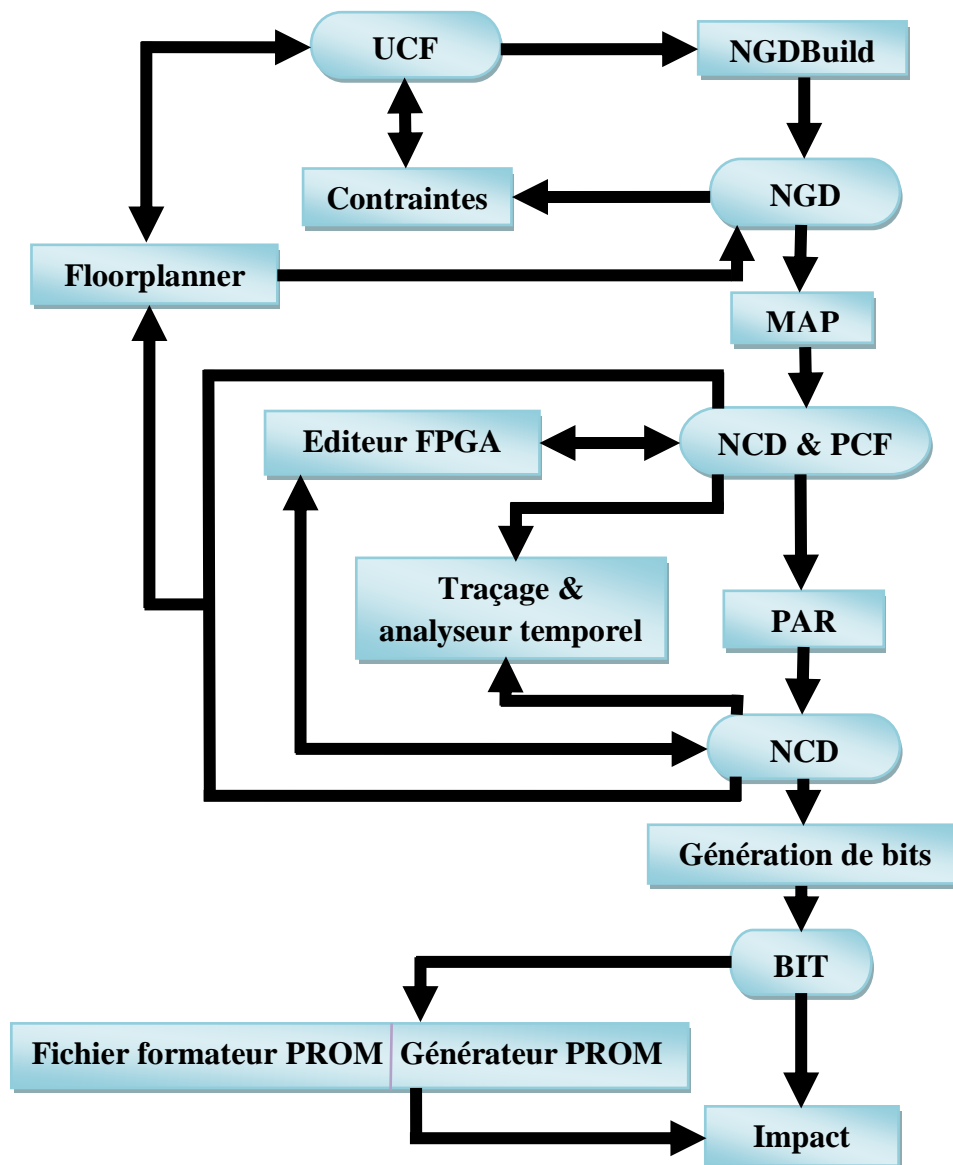 UCF
NGDBuild
Contraintes
NGD
Floorplanner
MAP
Editeur FPGA
NCD & PCF
Traçage &
analyseur temporel
PAR
NCD
Génération de bits
BIT
Fichier formateur PROM
Générateur PROM
Impact